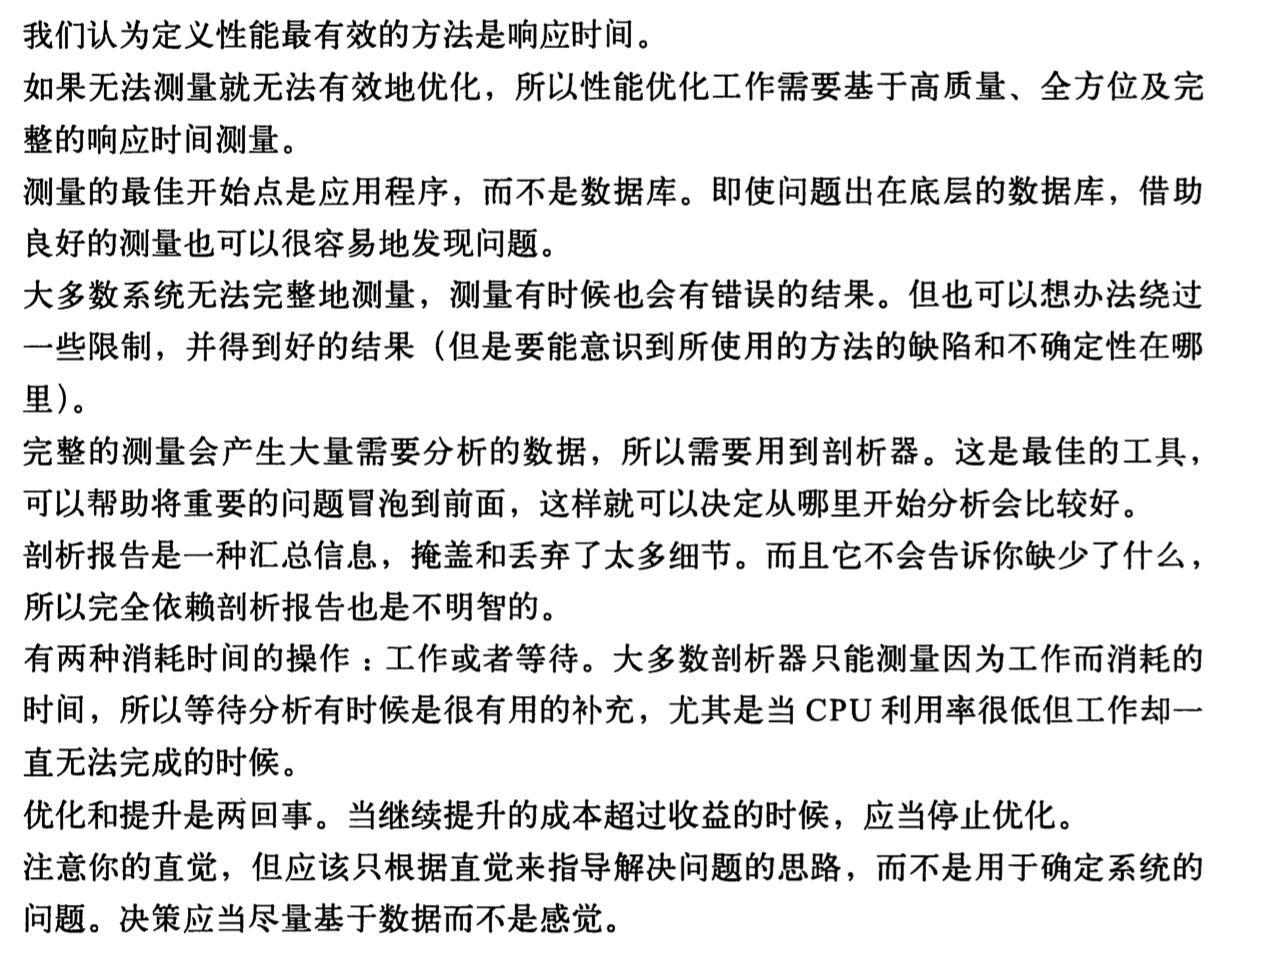 我们认为定义性能最有效的方法是响应时间。
如果无法测量就无法有效地优化，所以性能优化工作需要基于高质量、全方位及完
整的响应时间测量。
测量的最佳开始点是应用程序，而不是数据库。即使问题出在底层的数据库，借助
良好的测量也可以很容易地发现问题。
大多数系统无法完整地测量，测量有时候也会有错误的结果。但也可以想办法绕过
一些限制，并得到好的结果（但是要能意识到所使用的方法的缺陷和不确定性在哪
里）。
完整的测量会产生大量需要分析的数据，所以需要用到剖析器。这是最佳的工具，
可以帮助将重要的问题冒泡到前面，这样就可以决定从哪里开始分析会比较好。
剖析报告是一种汇总信息，掩盖和丢弃了太多细节。而且它不会告诉你缺少了什么，
所以完全依赖剖析报告也是不明智的。
有两种消耗时间的操作：工作或者等待。大多数剖析器只能测量因为工作而消耗的
时间，所以等待分析有时候是很有用的补充，尤其是当 CPU 利用率很低但工作却一
直无法完成的时候。
优化和提升是两回事。当继续提升的成本超过收益的时候，应当停止优化。
注意你的直觉，但应该只根据直觉来指导解决问题的思路，而不是用于确定系统的
问题。决策应当尽量基于数据而不是感觉。